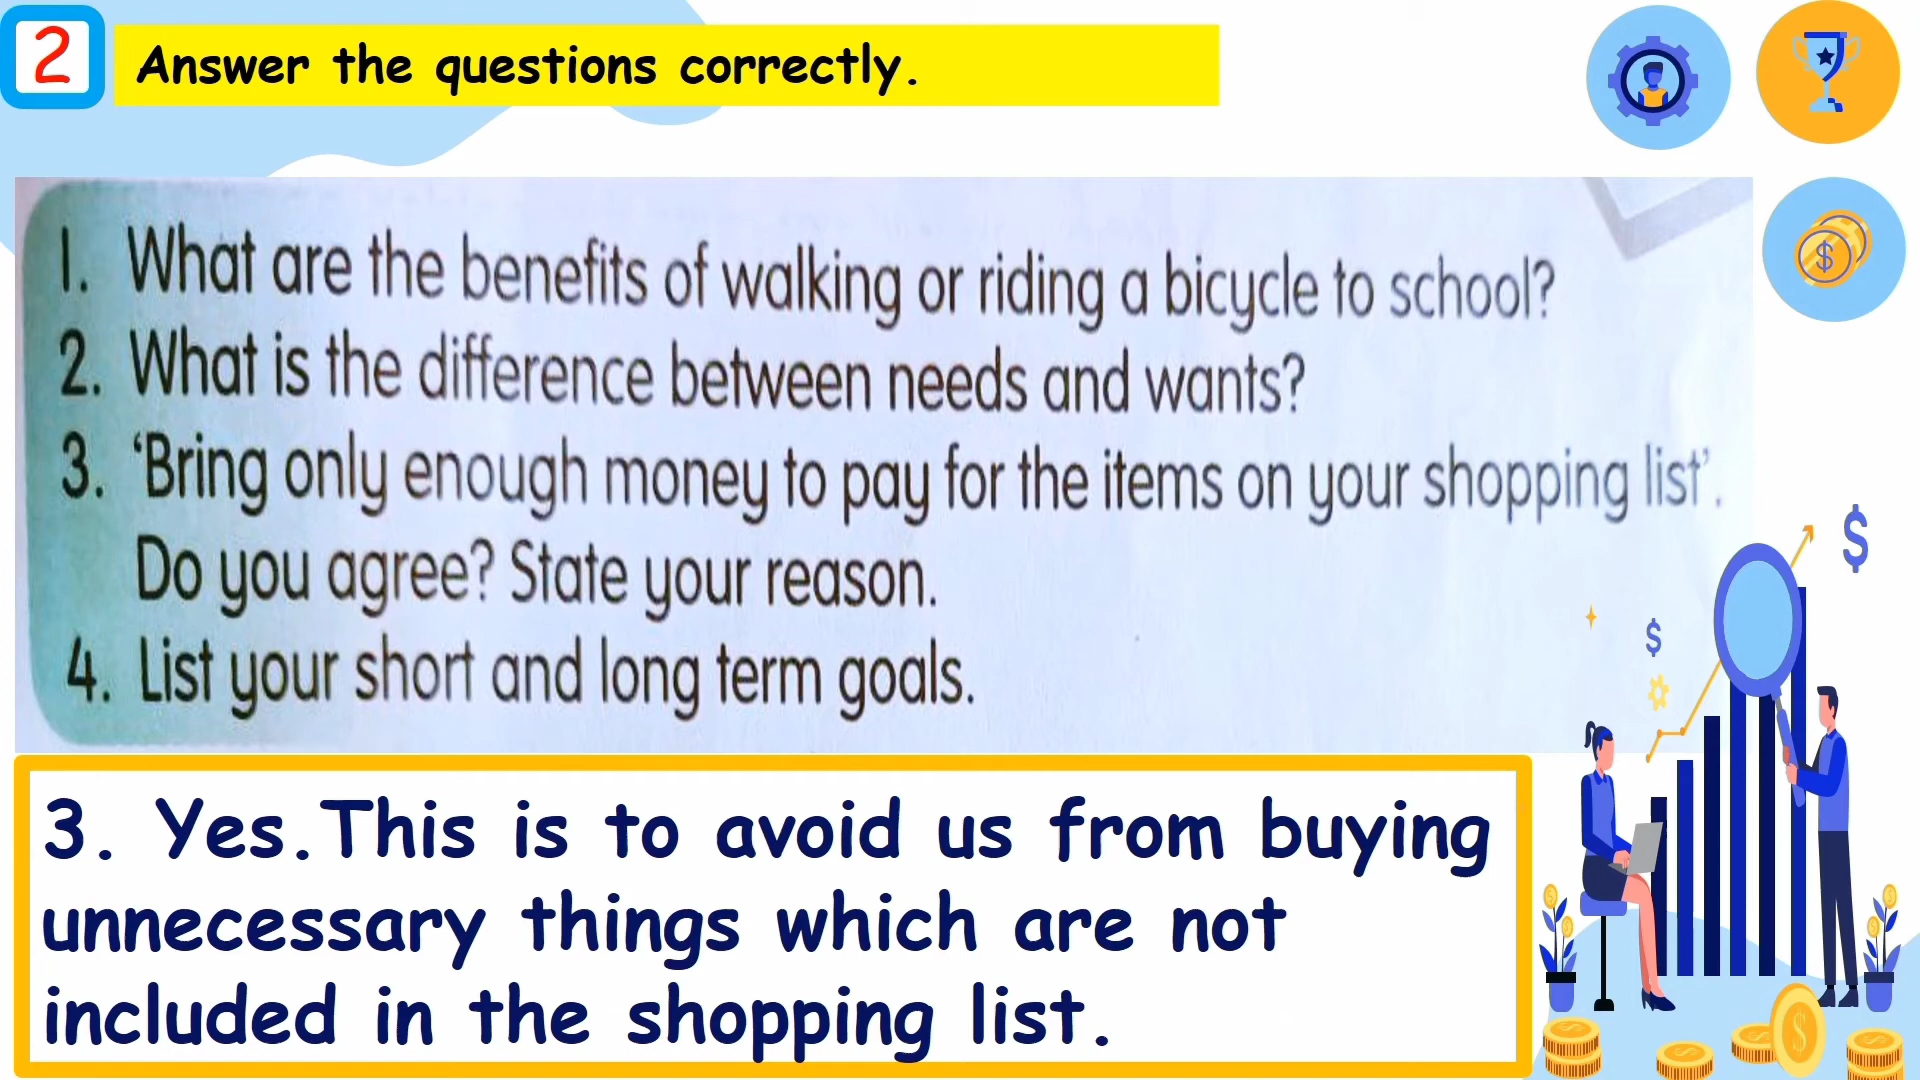 2
Answer the questions correctly.
1. What are the benefits of walking or riding a bicycle to school?
2. What is the difference between needs and wants?
3. ‘Bring only enough money to pay for the items on your shopping list’.
Do you agree? State your reason.
4. List your short and long term goals.
3. Yes.This is to avoid us from buying
unnecessary things which are not
included in the shopping list.